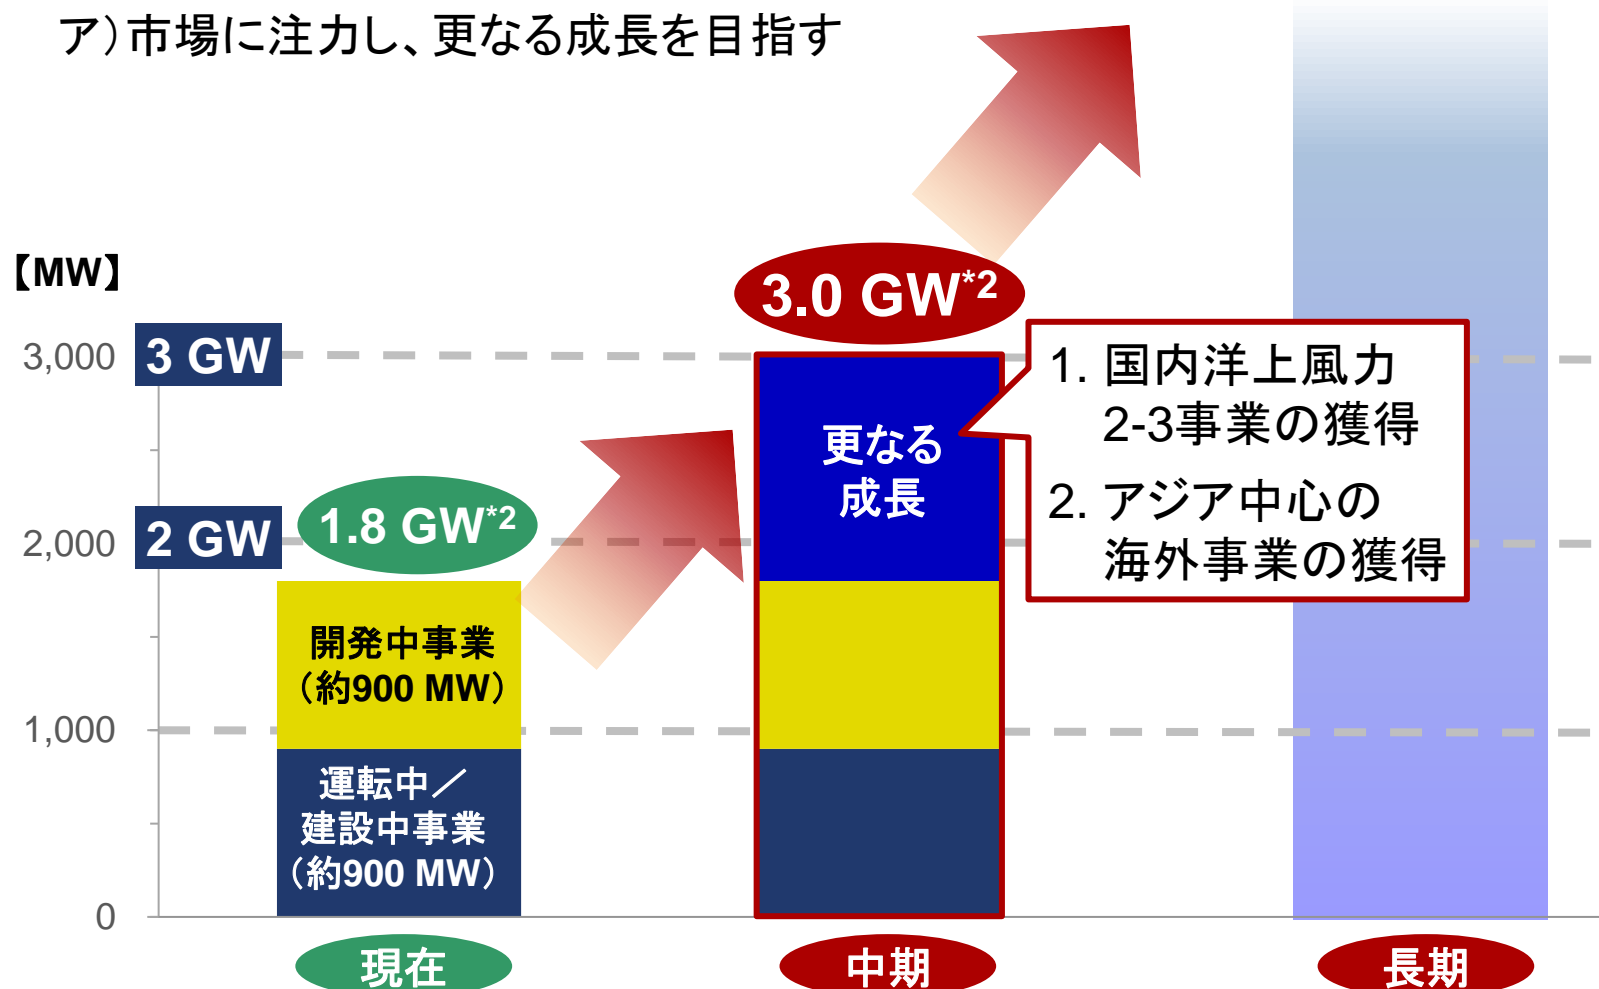 ア）市場に注力し、更なる成長を目指す
【MW】
3,000
3 GW
2,000
2 GW
1,000
0
1.8 GW*2
開発中事業
（約900 MW）
運転中／
建設中事業
（約900 MW）
3.0 GW*2
更なる
成長
1. 国内洋上風力
2-3事業の獲得
2. アジア中心の
海外事業の獲得
現在
中期
長期